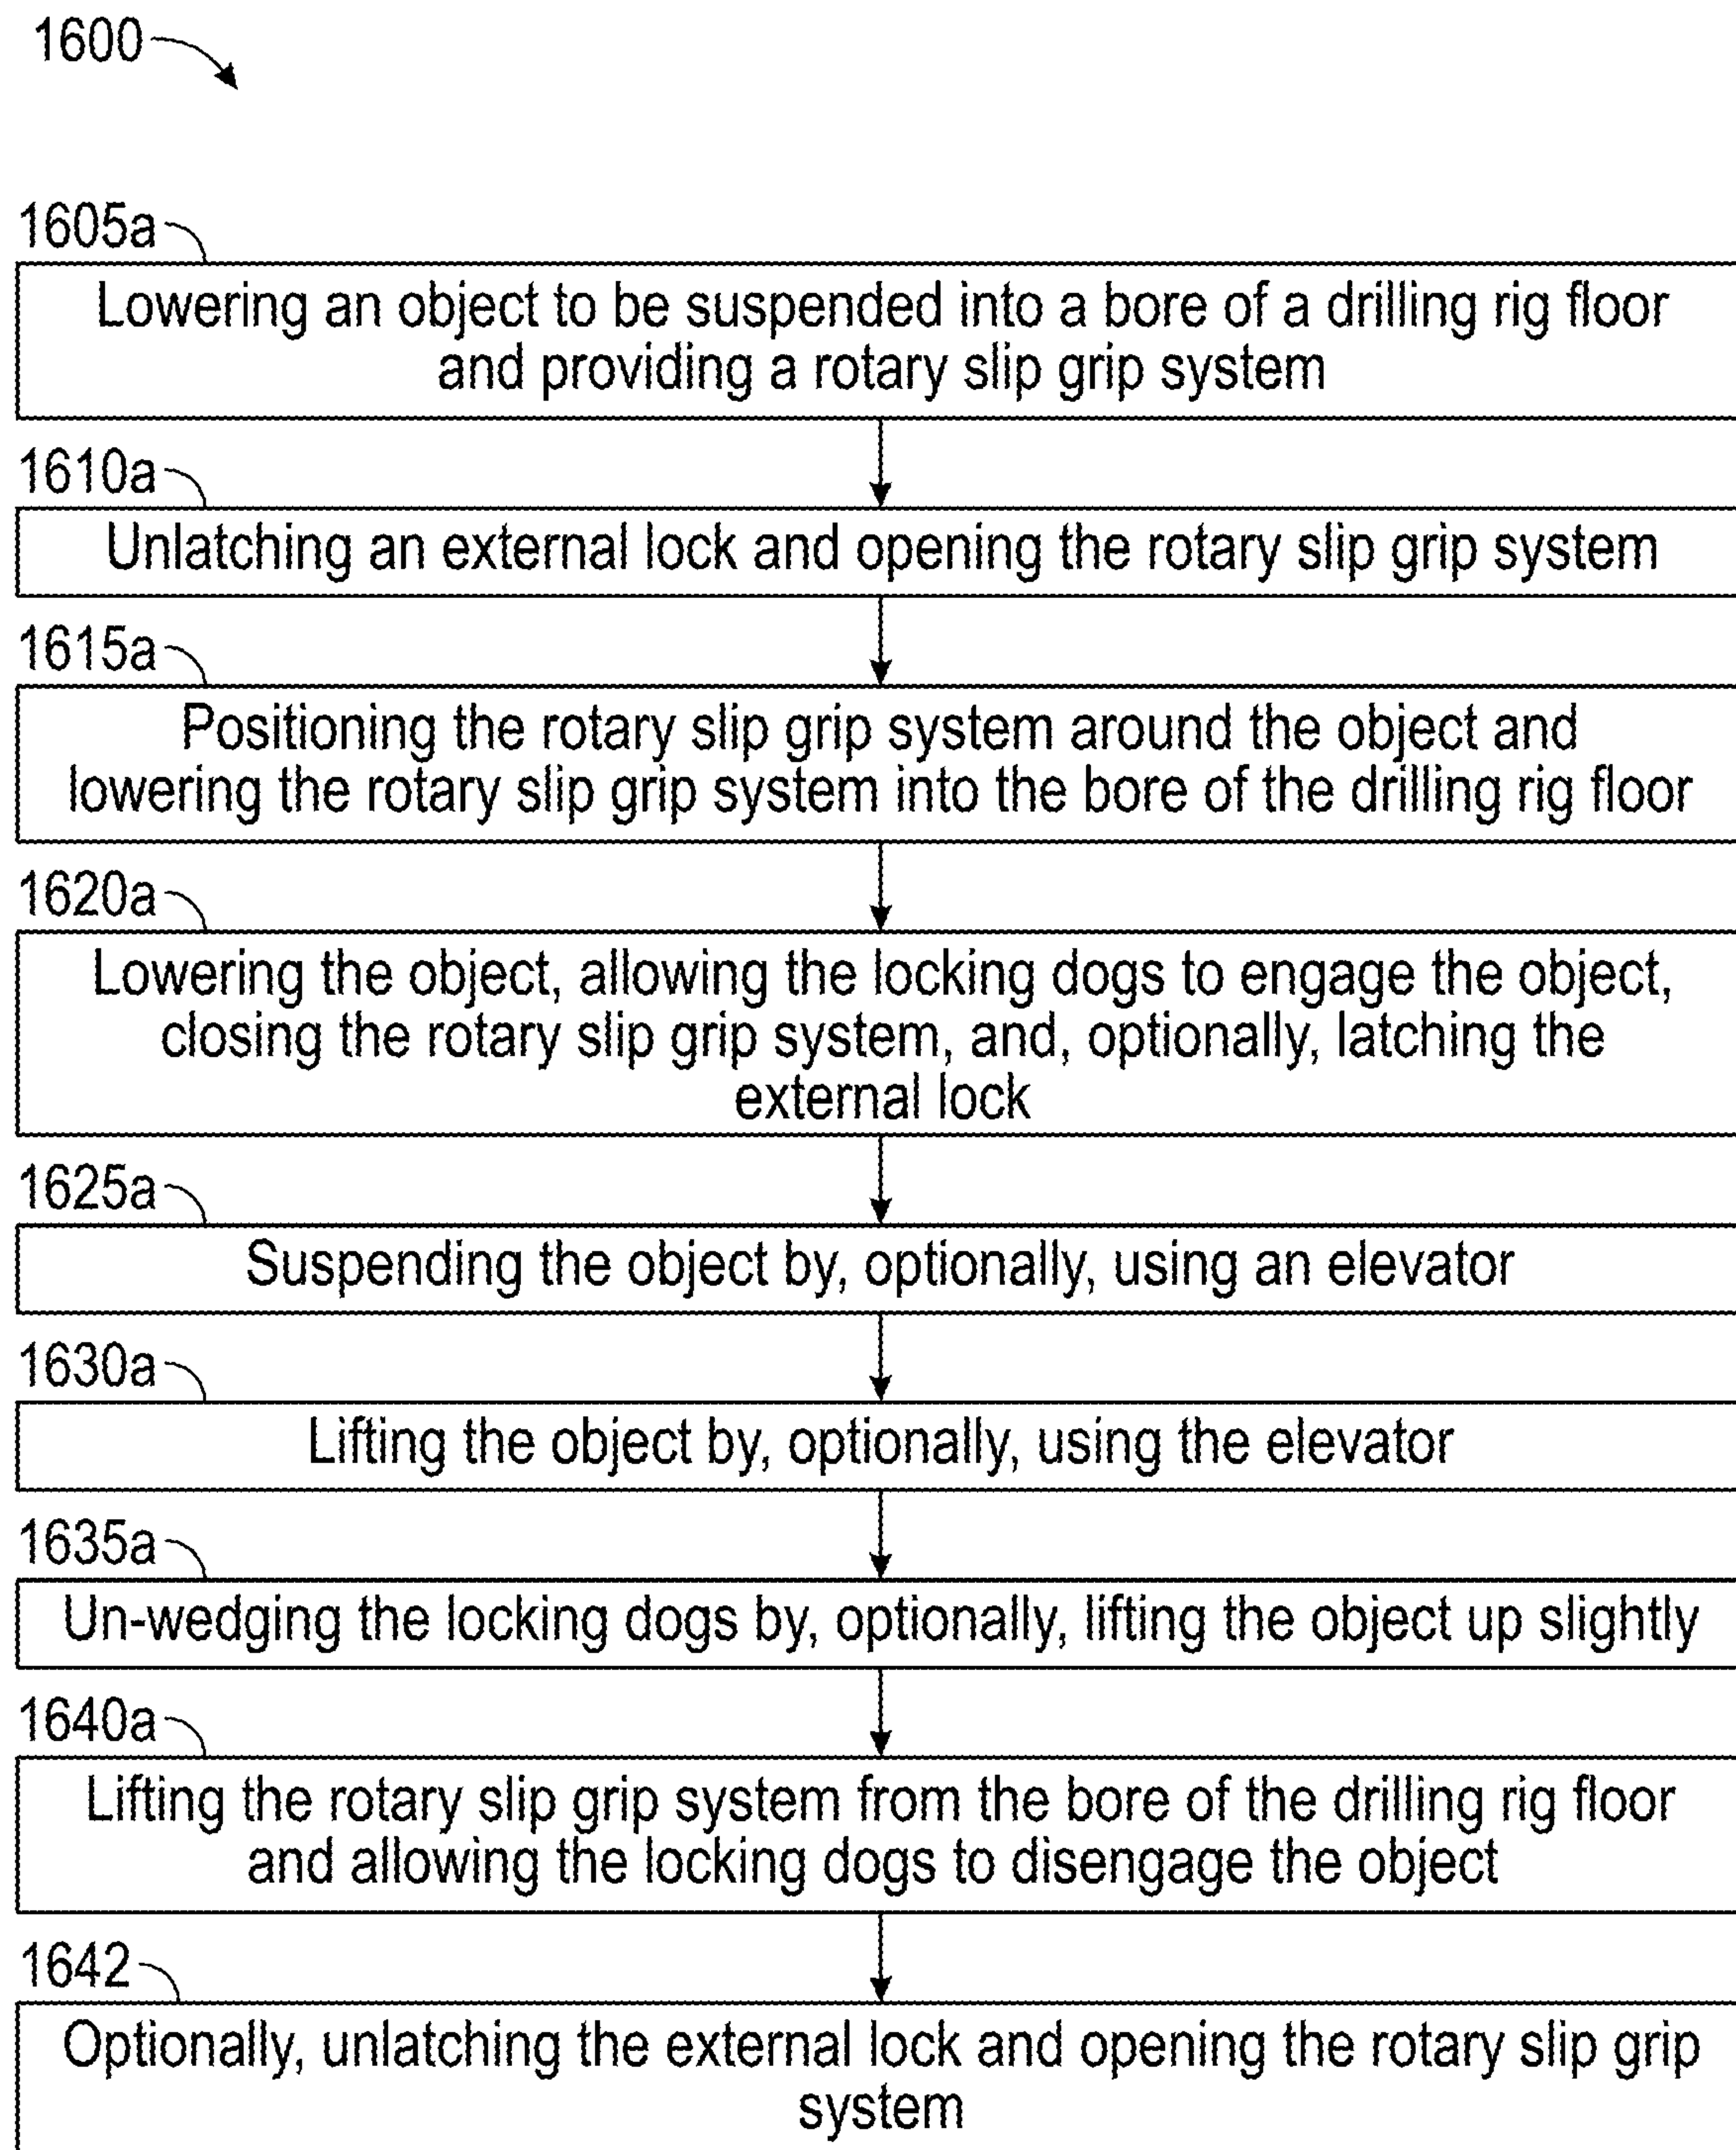 1600
1605a
Lowering an object to be suspended into a bore of a drilling rig floor
and providing a rotary slip grip system
1610a
Unlatching an external lock and opening the rotary slip grip system
1615a
Positioning the rotary slip grip system around the object and
lowering the rotary slip grip system into the bore of the drilling rig floor
1620a
Lowering the object, allowing the locking dogs to engage the object,
closing the rotary slip grip system, and, optionally, latching the
external lock
1625a
Suspending the object by, optionally, using an elevator
1630a
Lifting the object by, optionally, using the elevator
1635a
Un-wedging the locking dogs by, optionally, lifting the object up slightly
1640a
Lifting the rotary slip grip system from the bore of the drilling rig floor
and allowing the locking dogs to disengage the object
1642
Optionally, unlatching the external lock and opening the rotary slip grip
system